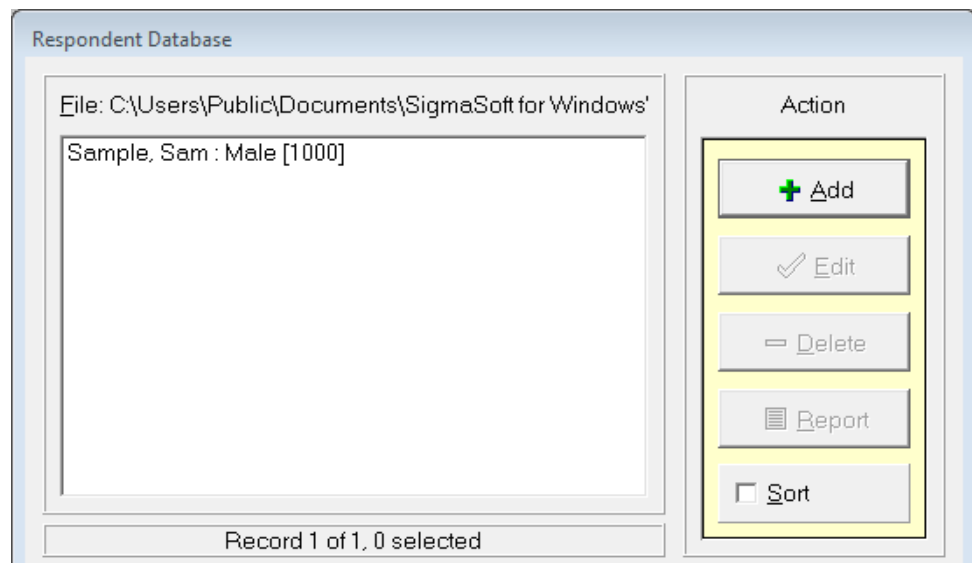 Respondent Database
File: C:\Users\Public\Documents\SigmaSoft for Windows'
Action
Sample, Sam : Male [1000]
Add
Edit
Delete
Report
Sort
Record 1 of 1, 0 selected